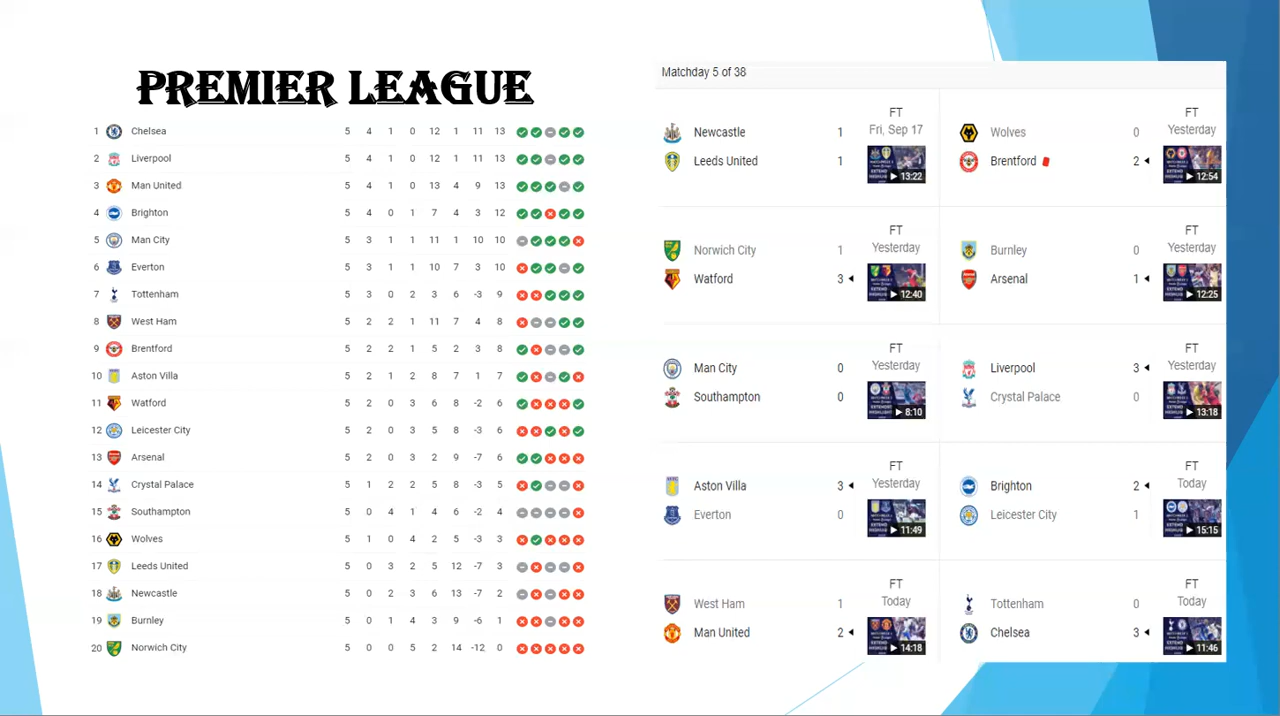 PREMIER LEAGUE
1 Chelsea 5 4 1 0 12 1 11 13
2 Liverpool 5 4 1 0 12 1 11 13
3 Man United 5 4 1 0 13 4 9 13
4 Brighton 5 4 0 1 7 4 3 12
5 Man City 5 3 1 1 11 1 10 10
6 Everton 5 3 1 1 10 7 3 10
7 Tottenham 5 3 0 2 3 6 -3 9
8 West Ham 5 2 2 1 11 7 4 8
9 Brentford 5 2 2 1 5 2 3 8
10 Aston Villa 5 2 1 2 8 7 1 7
11 Watford 5 2 0 3 6 6
12 Leicester City 5 2 0 3 5 8 -3 6
13 Arsenal 5 2 0 3 2 9 -7 6
14 Crystal Palace 5 1 2 2 5 8 -3 5
15 Southampton 5 0 4 1 4 6 -2 4
16 Wolves 5 1 0 4 2 5 -3 3
17 Leeds United 5 0 3 2 5 12 -7 3
18 Newcastle 5 0 2 3 6 13 -7 2
19 Burnley 5 0 1 4 3 9 -6 1
20 Norwich City 5 0 0 5 2 14 -12 0
Matchday 5 of 38
Newcastle 1
Leeds United 1
FT
Fri, Sep 17
13:22
Wolves 0
Brentford 2
FT
Yesterday
12:54
Norwich City 1
Watford 3
FT
Yesterday
12:40
Burnley 0
Arsenal 1
FT
Yesterday
12:25
Man City 0
Southampton 0
FT
Yesterday
8:10
Liverpool 3
Crystal Palace 0
FT
Yesterday
13:18
Aston Villa 3
Everton 0
FT
Yesterday
11:49
Brighton 2
Leicester City 1
FT
Today
15:15
West Ham 1
Man United 2
FT
Today
14:18
Tottenham 0
Chelsea 3
FT
Today
11:46